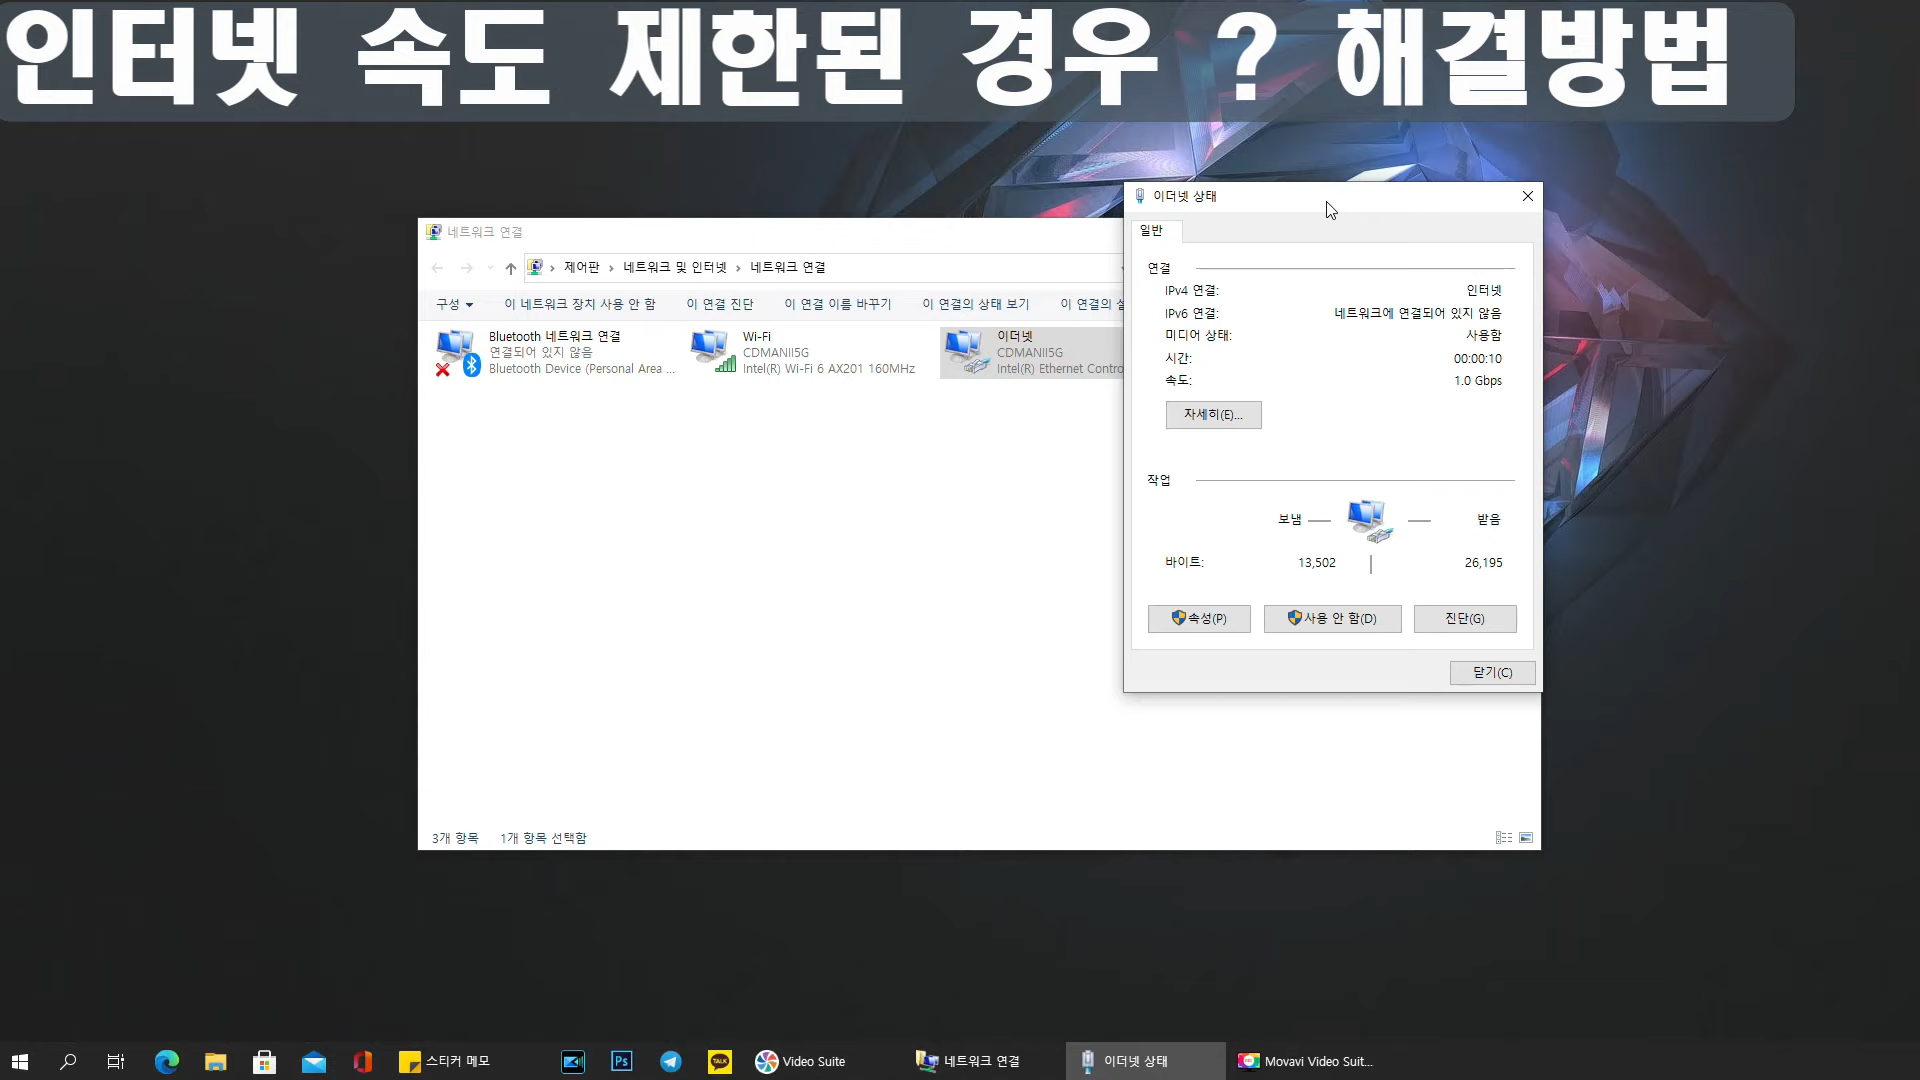 인터넷 속도 제한된 경우 ? 해결방법
이더넷 상태
일반
연결
IPv4 연결: 인터넷
IPv6 연결: 네트워크에 연결되어 있지 않음
미디어 상태: 사용함
시간: 00:00:10
속도: 1.0 Gbps
자세히(E)...
작업
보냄 받음
바이트: 13,502 26,195
속성(P) 사용 안 함(D) 진단(G)
닫기(C)
네트워크 연결
제어판 › 네트워크 및 인터넷 › 네트워크 연결
구성 이 네트워크 장치 사용 안 함 이 연결 진단 이 연결 이름 바꾸기 이 연결의 상태 보기 이 연결의
Bluetooth 네트워크 연결
연결되어 있지 않음
Bluetooth Device (Personal Area ...
Wi-Fi
CDMANII5G
Intel(R) Wi-Fi 6 AX201 160MHz
이더넷
CDMANII5G
Intel(R) Ethernet Contro
3개 항목 1개 항목 선택함
스티커 메모 Ps TALK Video Suite 네트워크 연결 이더넷 상태 Movavi Video Suit...